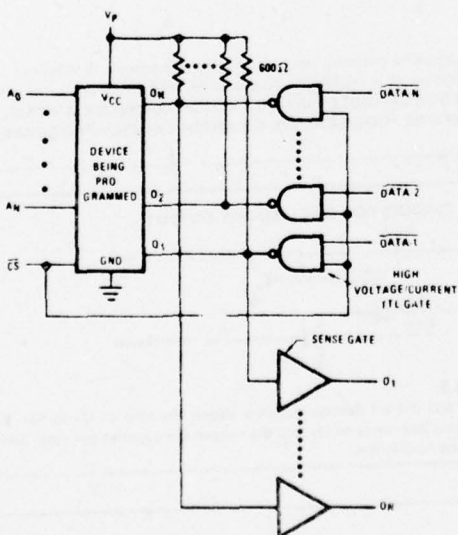 VP
600Ω
A0
VCC
ON
DATA N
DEVICE
BEING
PRO
GRAMMED
O2
DATA 2
AN
O1
DATA 1
CS
GND
HIGH
VOLTAGE/CURRENT
TTL GATE
SENSE GATE
O1
ON